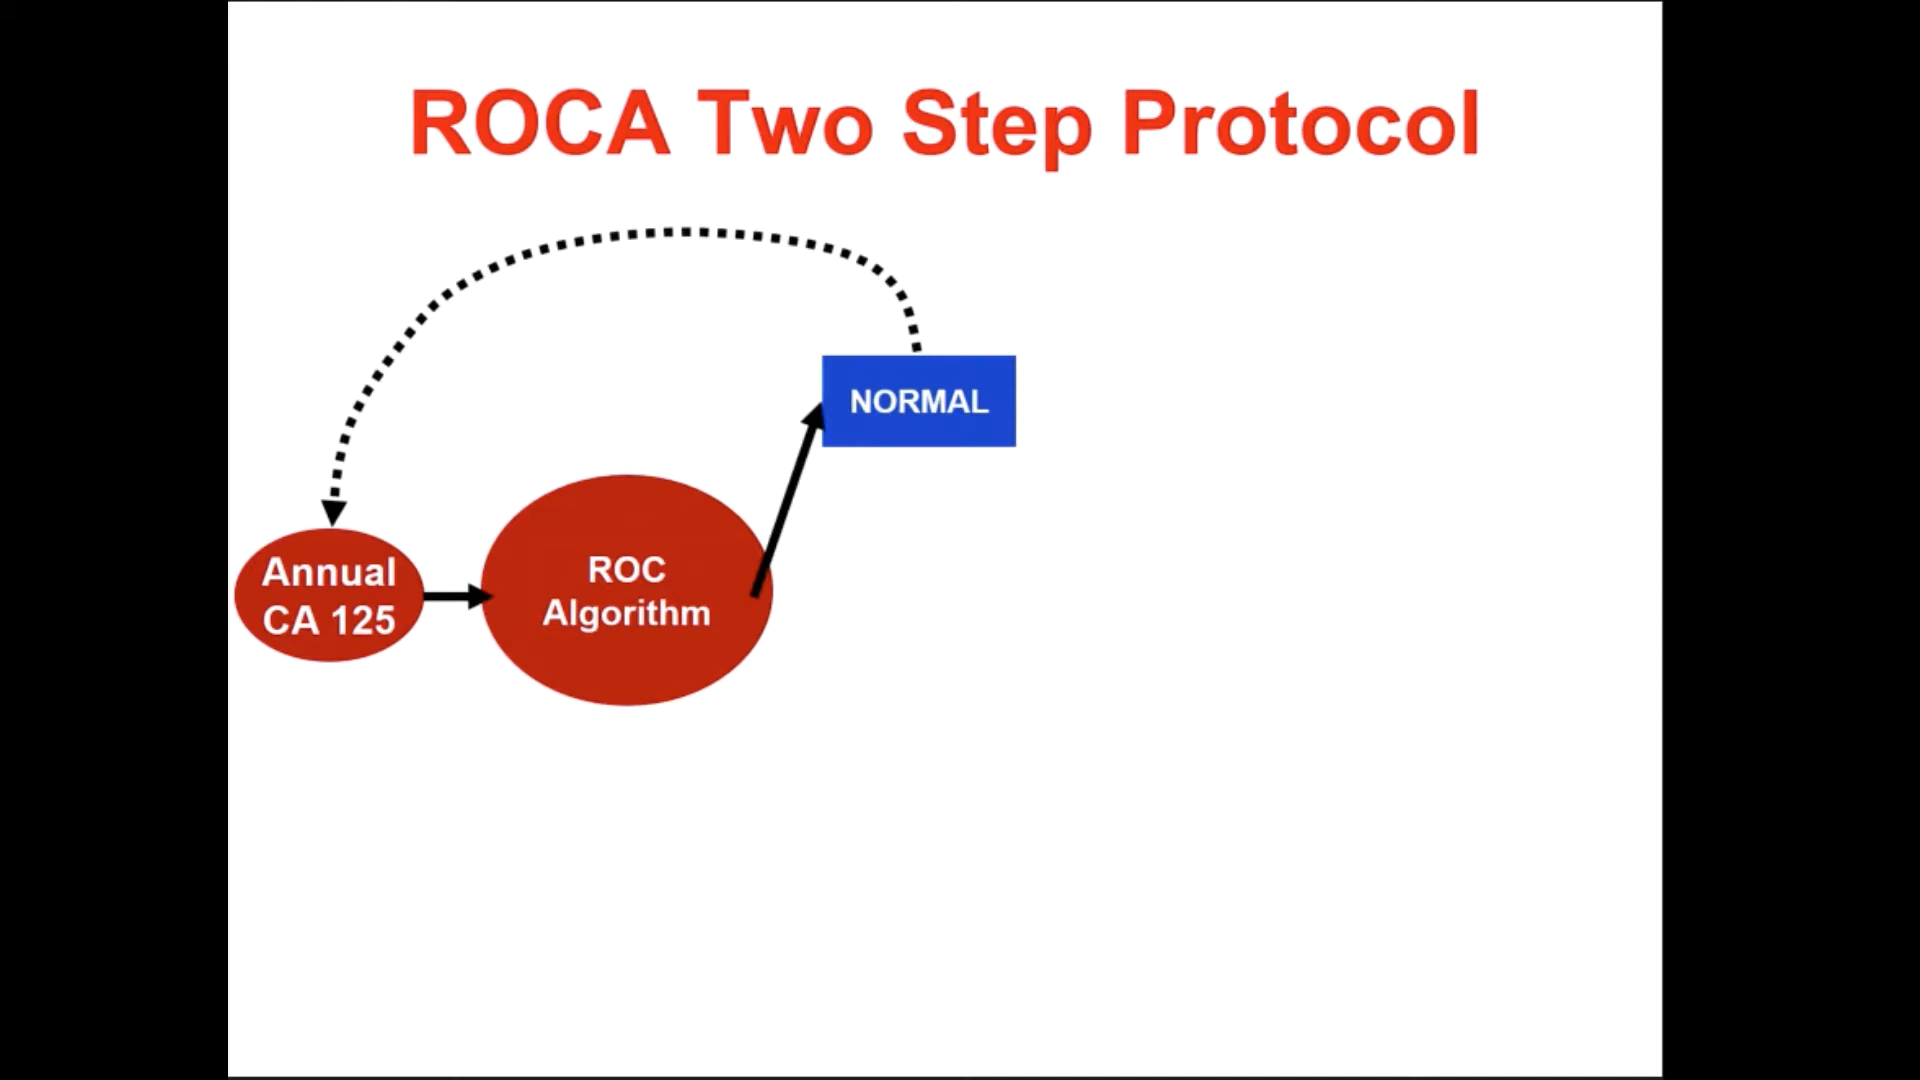 ROCA Two Step Protocol
NORMAL
Annual
CA 125
ROC
Algorithm